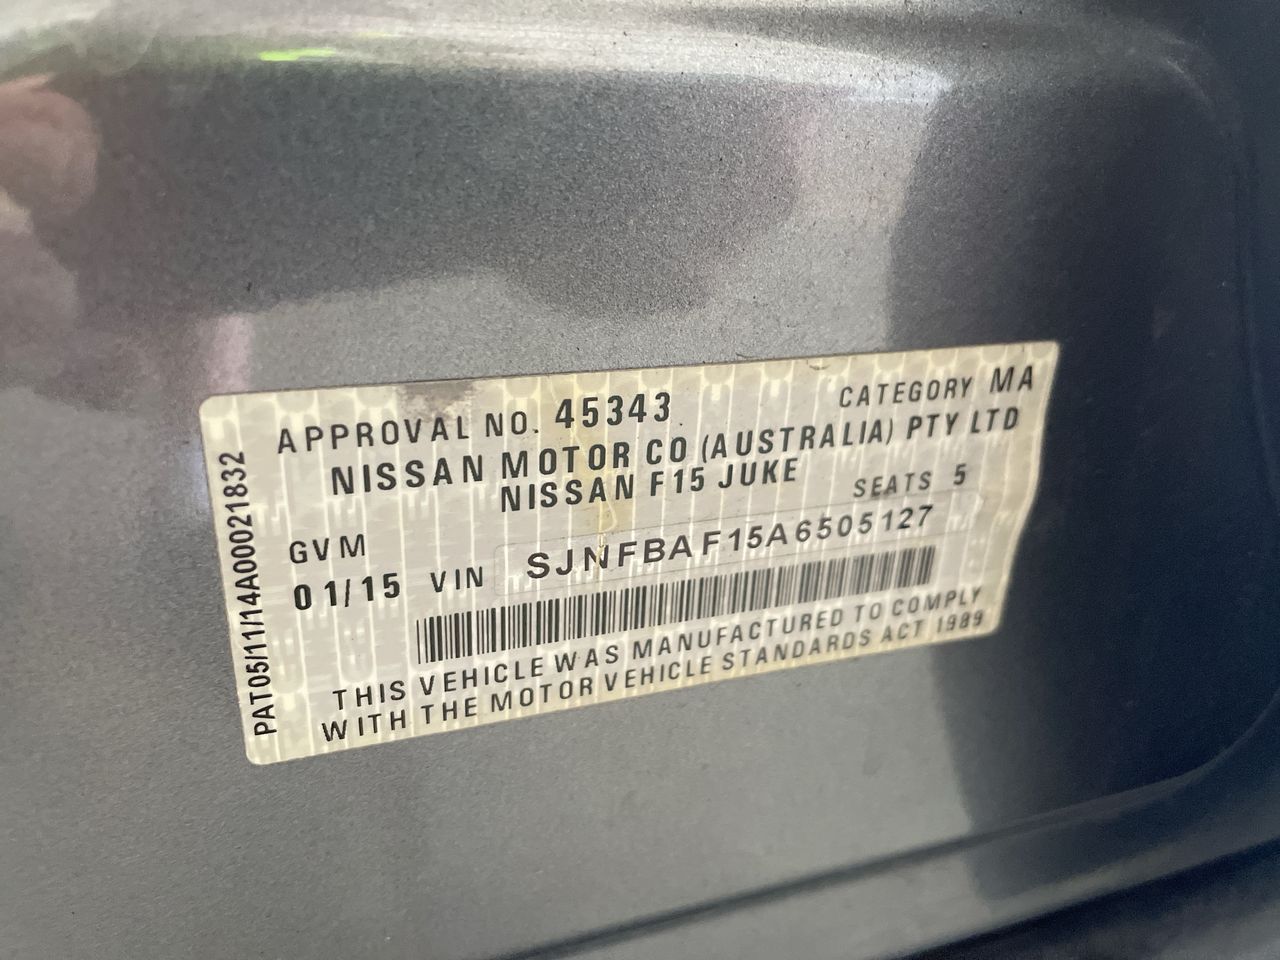 APPROVAL NO. 45343 CATEGORY MA
NISSAN MOTOR CO (AUSTRALIA) PTY LTD
NISSAN F15 JUKE
SEATS 5
GVM
01/15 VIN SJNFBAF15A6505127
THIS VEHICLE WAS MANUFACTURED TO COMPLY
WITH THE MOTOR VEHICLE STANDARDS ACT 1989
PAT05/11/14A00021832